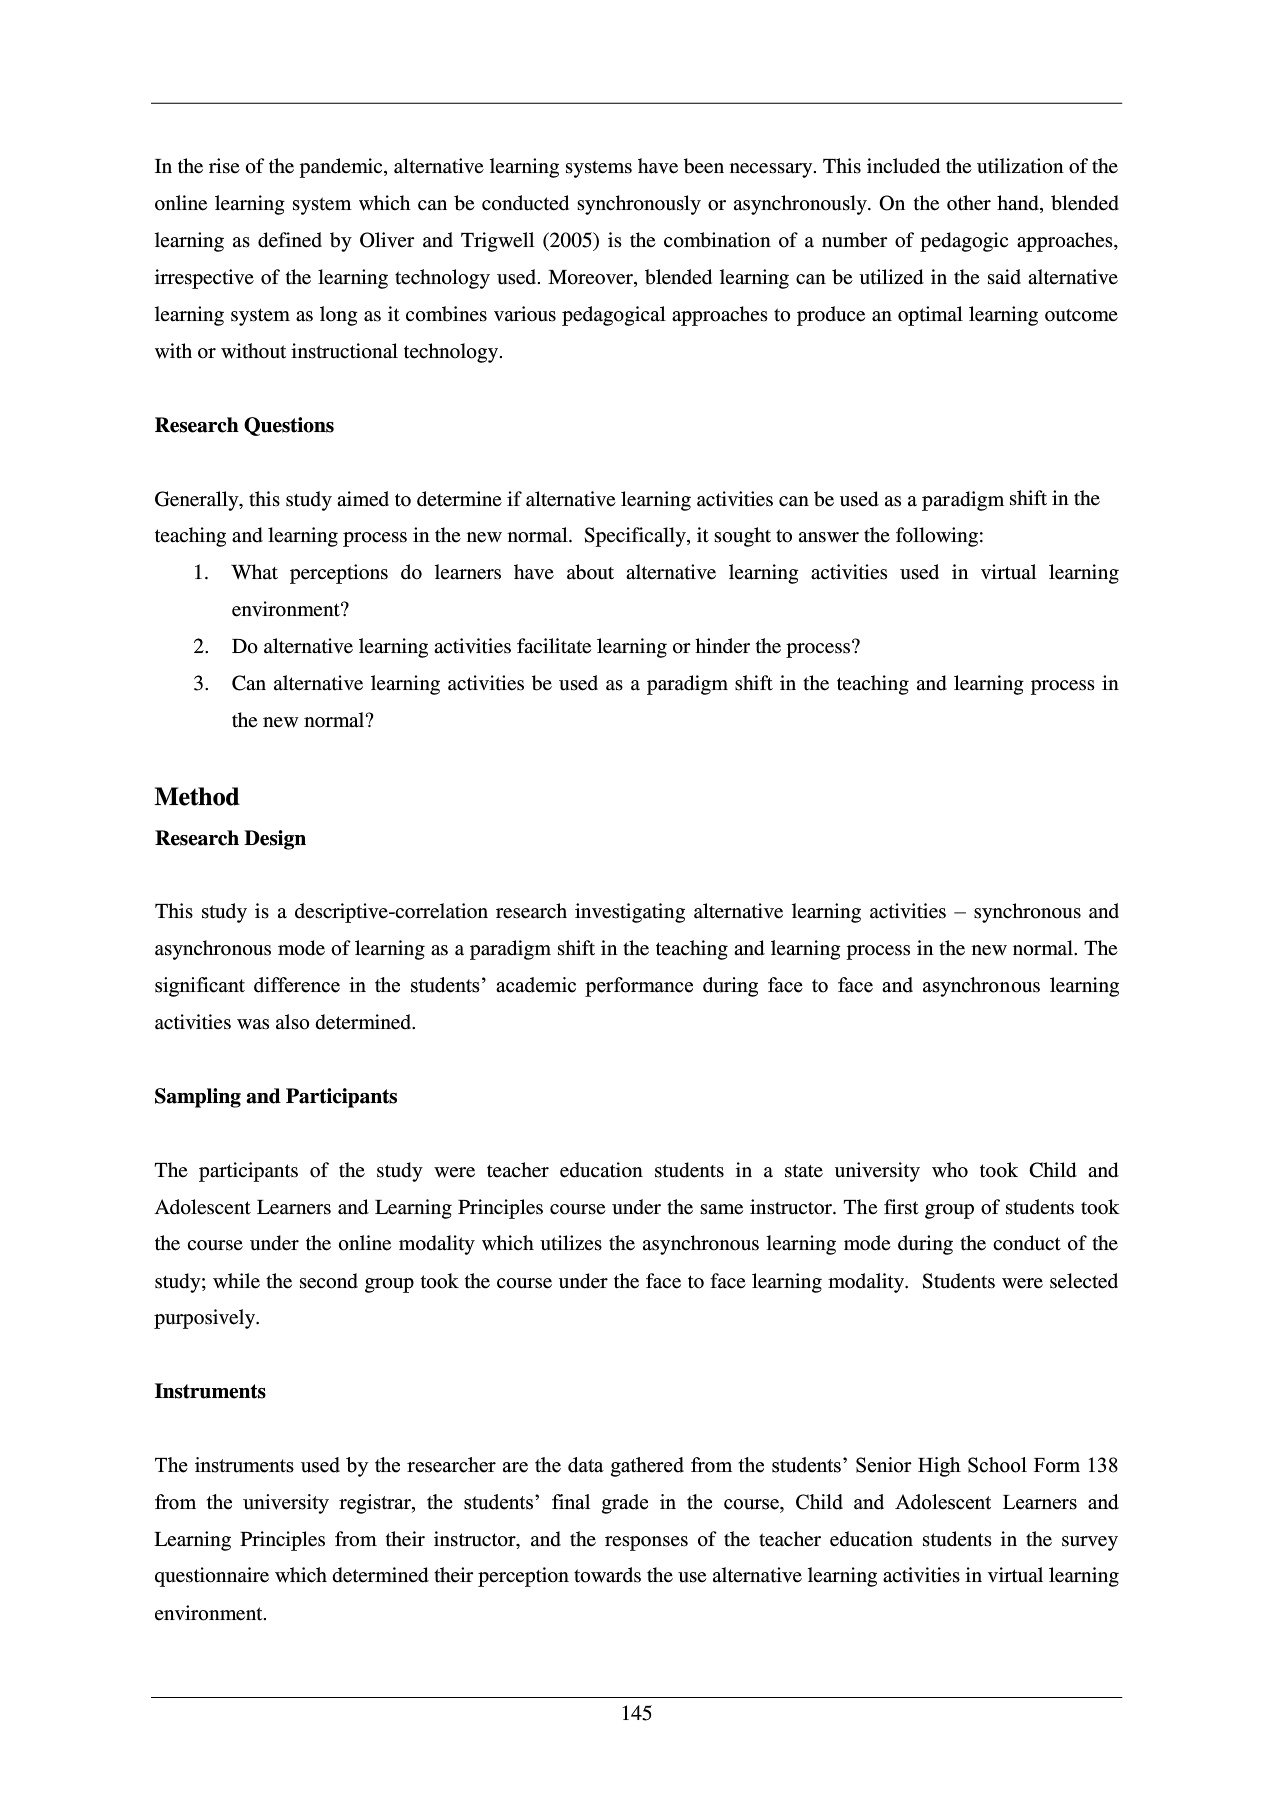 In the rise of the pandemic, alternative learning systems have been necessary. This included the utilization of the
online learning system which can be conducted synchronously or asynchronously. On the other hand, blended
learning as defined by Oliver and Trigwell (2005) is the combination of a number of pedagogic approaches,
irrespective of the learning technology used. Moreover, blended learning can be utilized in the said alternative
learning system as long as it combines various pedagogical approaches to produce an optimal learning outcome
with or without instructional technology.
Research Questions
Generally, this study aimed to determine if alternative learning activities can be used as a paradigm shift in the
teaching and learning process in the new normal.  Specifically, it sought to answer the following:
1. What perceptions do learners have about alternative learning activities used in virtual learning
environment?
2. Do alternative learning activities facilitate learning or hinder the process?
3. Can alternative learning activities be used as a paradigm shift in the teaching and learning process in
the new normal?
Method
Research Design
This study is a descriptive-correlation research investigating alternative learning activities – synchronous and
asynchronous mode of learning as a paradigm shift in the teaching and learning process in the new normal. The
significant difference in the students’ academic performance during face to face and asynchronous learning
activities was also determined.
Sampling and Participants
The participants of the study were teacher education students in a state university who took Child and
Adolescent Learners and Learning Principles course under the same instructor. The first group of students took
the course under the online modality which utilizes the asynchronous learning mode during the conduct of the
study; while the second group took the course under the face to face learning modality.  Students were selected
purposively.
Instruments
The instruments used by the researcher are the data gathered from the students’ Senior High School Form 138
from the university registrar, the students’ final grade in the course, Child and Adolescent Learners and
Learning Principles from their instructor, and the responses of the teacher education students in the survey
questionnaire which determined their perception towards the use alternative learning activities in virtual learning
environment.
145